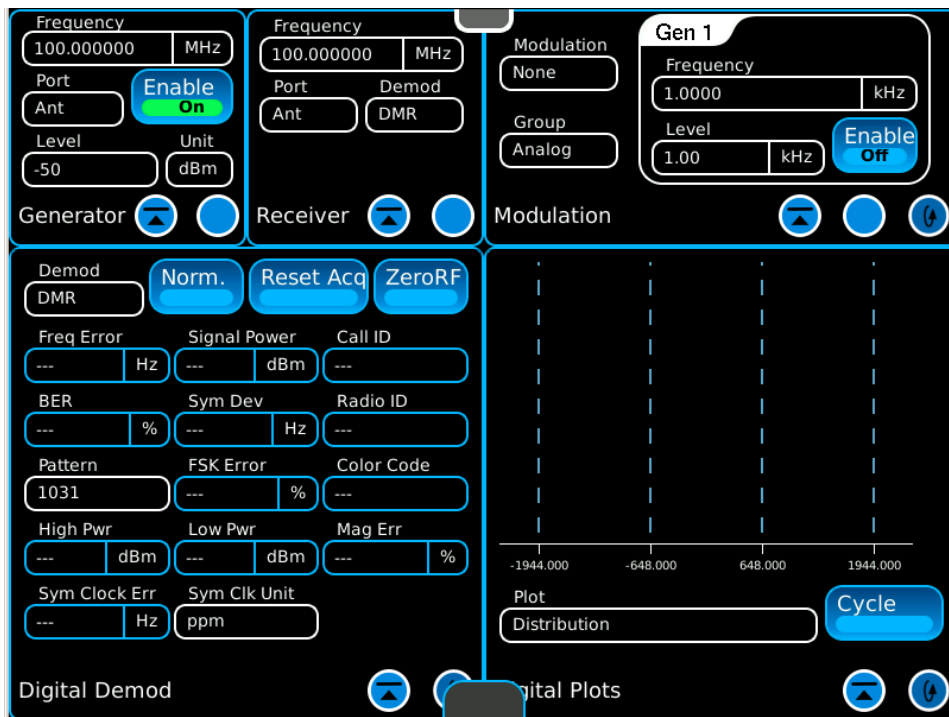 Frequency
100.000000 MHz
Port
Ant
Enable
On
Level Unit
-50 dBm
Generator
Frequency
100.000000 MHz
Port Demod
Ant DMR
Receiver
Modulation
None
Group
Analog
Gen 1
Frequency
1.0000 kHz
Level
1.00 kHz
Enable
Off
Modulation
Demod
DMR
Norm.
Reset Acq
ZeroRF
Freq Error Signal Power Call ID
--- Hz --- dBm ---
BER Sym Dev Radio ID
--- % --- Hz ---
Pattern FSK Error Color Code
1031 --- % ---
High Pwr Low Pwr Mag Err
--- dBm --- dBm --- %
Sym Clock Err Sym Clk Unit
--- Hz ppm
Digital Demod
-1944.000 -648.000 648.000 1944.000
Plot
Distribution
Cycle
gital Plots